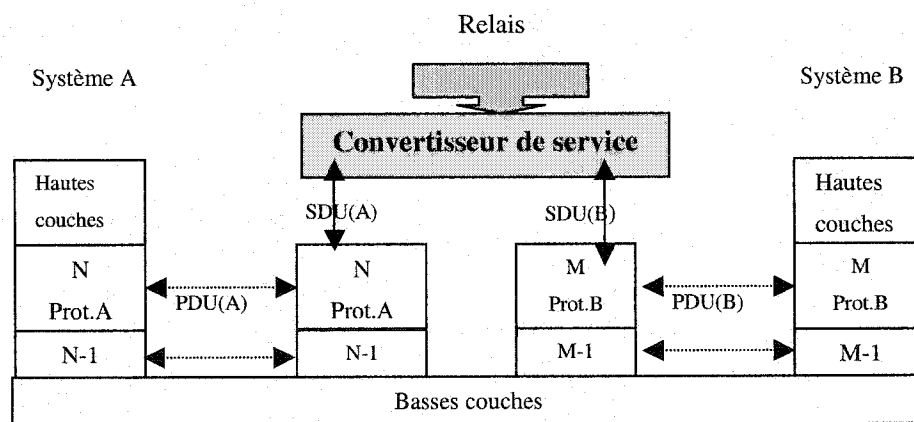 Relais
Système A
Système B
Convertisseur de service
Hautes
couches
SDU(A)
SDU(B)
Hautes
couches
N
Prot.A
PDU(A)
N
Prot.A
M
Prot.B
PDU(B)
M
Prot.B
N-1
N-1
M-1
M-1
Basses couches